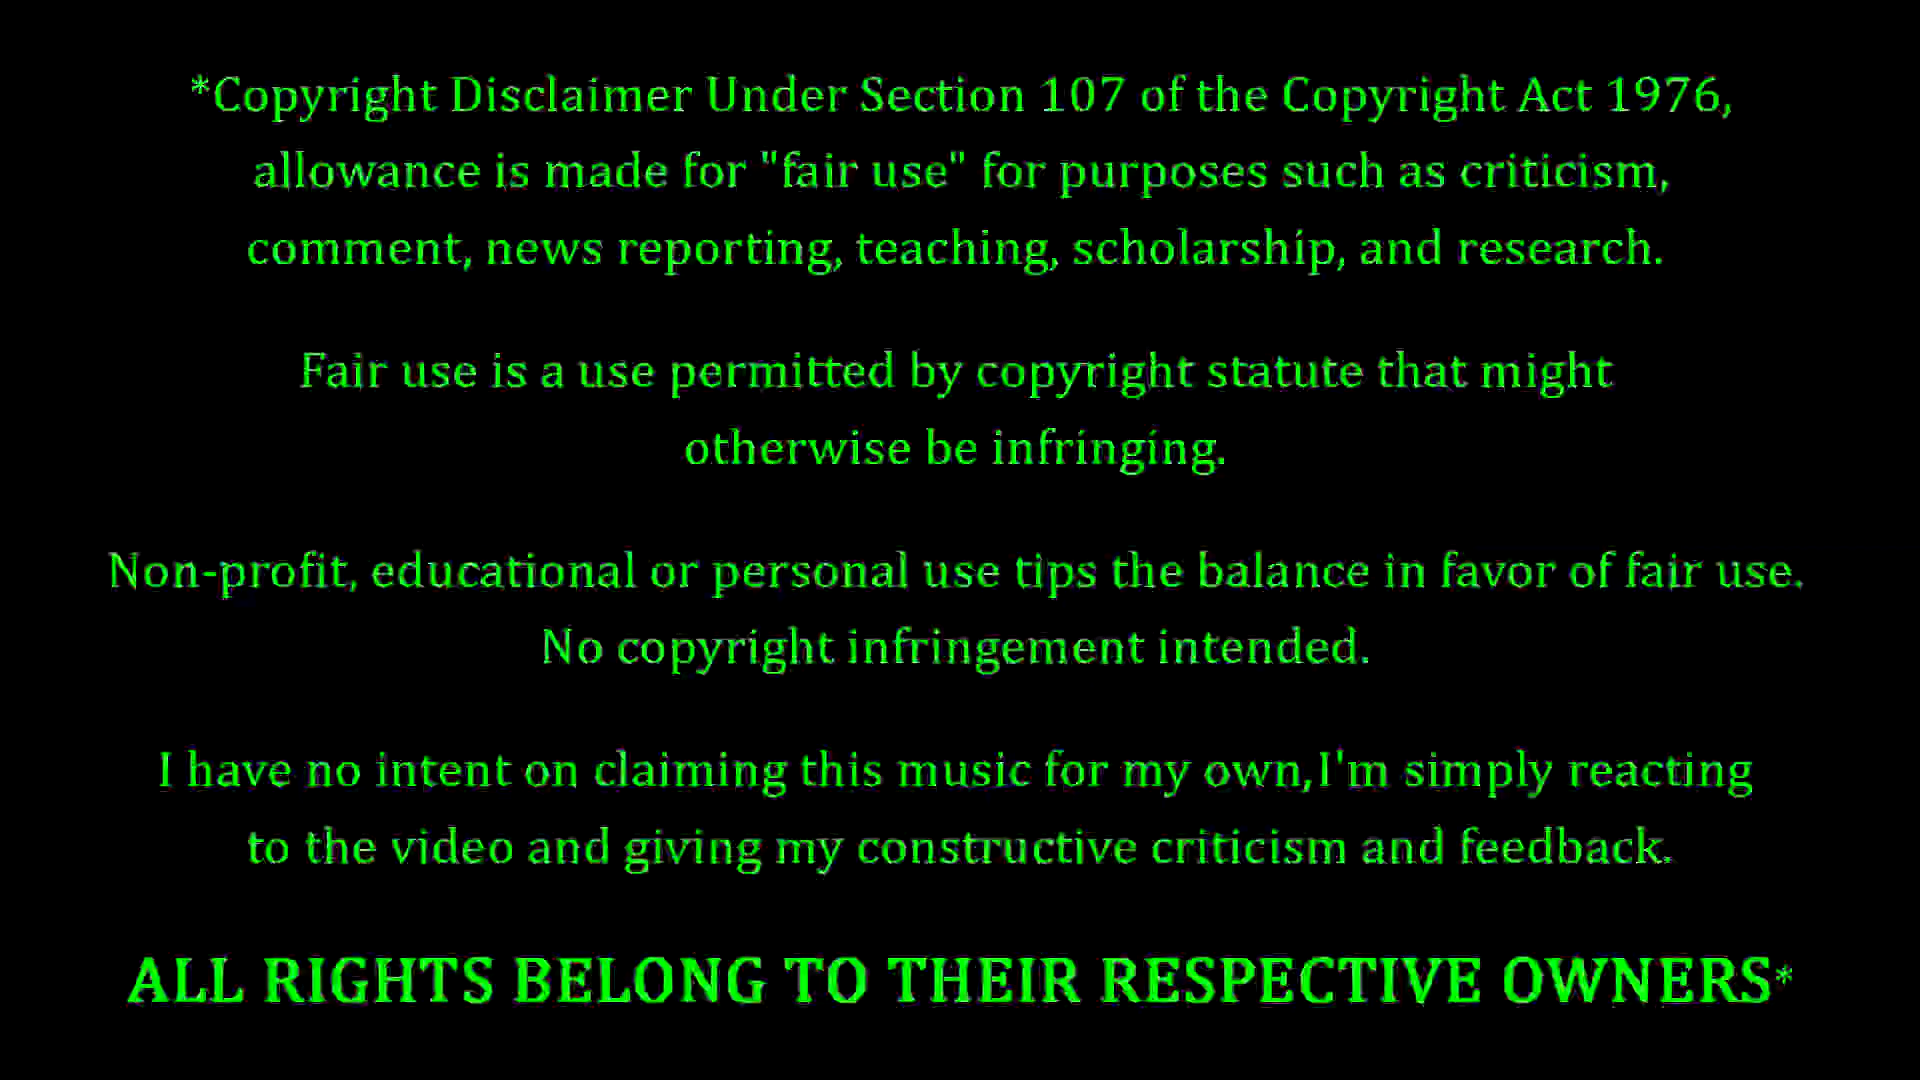 *Copyright Disclaimer Under Section 107 of the Copyright Act 1976,
allowance is made for "fair use" for purposes such as criticism,
comment, news reporting, teaching, scholarship, and research.
Fair use is a use permitted by copyright statute that might
otherwise be infringing.
Non-profit, educational or personal use tips the balance in favor of fair use.
No copyright infringement intended.
I have no intent on claiming this music for my own,I'm simply reacting
to the video and giving my constructive criticism and feedback.
ALL RIGHTS BELONG TO THEIR RESPECTIVE OWNERS*